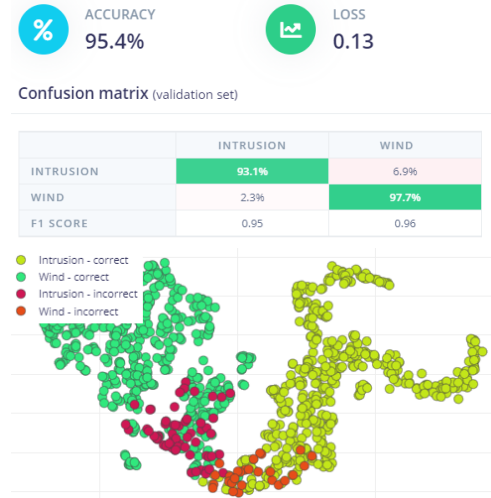 ACCURACY
95.4%
LOSS
0.13
Confusion matrix (validation set)
INTRUSION WIND
INTRUSION 93.1% 6.9%
WIND 2.3% 97.7%
F1 SCORE 0.95 0.96
Intrusion - correct
Wind - correct
Intrusion - incorrect
Wind - incorrect